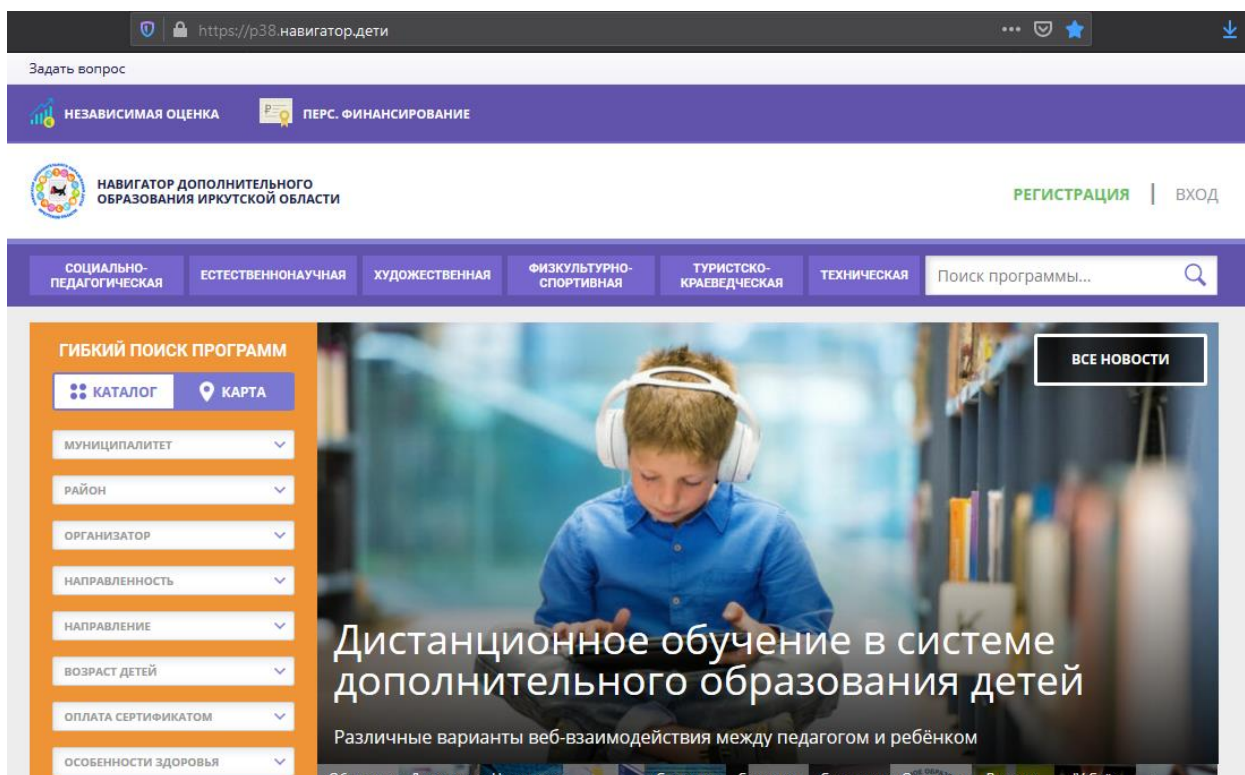 https://р38.навигатор.дети
Задать вопрос
НЕЗАВИСИМАЯ ОЦЕНКА
ПЕРС. ФИНАНСИРОВАНИЕ
НАВИГАТОР ДОПОЛНИТЕЛЬНОГО
ОБРАЗОВАНИЯ ИРКУТСКОЙ ОБЛАСТИ
РЕГИСТРАЦИЯ | ВХОД
СОЦИАЛЬНО-
ПЕДАГОГИЧЕСКАЯ
ЕСТЕСТВЕННОНАУЧНАЯ
ХУДОЖЕСТВЕННАЯ
ФИЗКУЛЬТУРНО-
СПОРТИВНАЯ
ТУРИСТСКО-
КРАЕВЕДЧЕСКАЯ
ТЕХНИЧЕСКАЯ
Поиск программы...
ГИБКИЙ ПОИСК ПРОГРАММ
КАТАЛОГ
КАРТА
МУНИЦИПАЛИТЕТ
РАЙОН
ОРГАНИЗАТОР
НАПРАВЛЕННОСТЬ
НАПРАВЛЕНИЕ
ВОЗРАСТ ДЕТЕЙ
ОПЛАТА СЕРТИФИКАТОМ
ОСОБЕННОСТИ ЗДОРОВЬЯ
ВСЕ НОВОСТИ
Дистанционное обучение в системе
дополнительного образования детей
Различные варианты веб-взаимодействия между педагогом и ребёнком